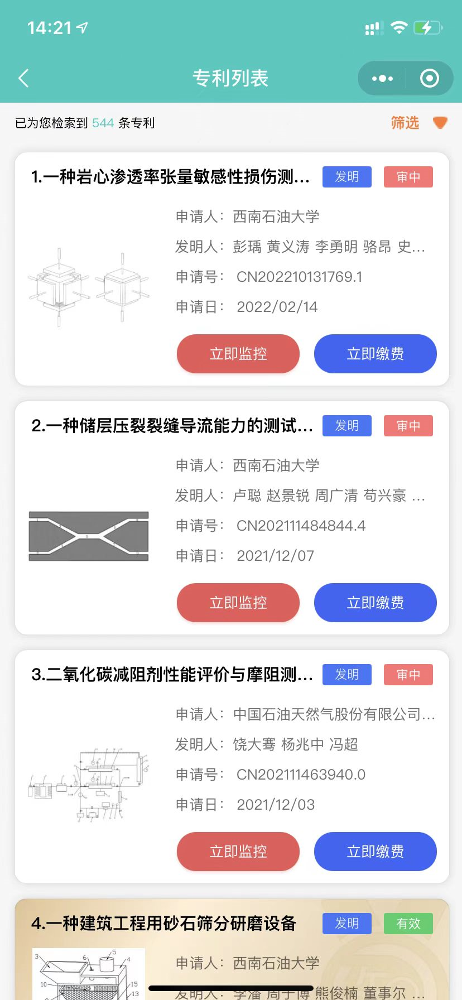 14:21
专利列表
已为您检索到 544 条专利
筛选
1.一种岩心渗透率张量敏感性损伤测... 发明 审中
申请人：西南石油大学
发明人：彭瑀 黄义涛 李勇明 骆昂 史...
申请号： CN202210131769.1
申请日： 2022/02/14
立即监控 立即缴费
2.一种储层压裂裂缝导流能力的测试... 发明 审中
申请人：西南石油大学
发明人：卢聪 赵景锐 周广清 苟兴豪 ...
申请号： CN202111484844.4
申请日： 2021/12/07
立即监控 立即缴费
3.二氧化碳减阻剂性能评价与摩阻测... 发明 审中
申请人：中国石油天然气股份有限公司...
发明人：饶大骞 杨兆中 冯超
申请号： CN202111463940.0
申请日： 2021/12/03
立即监控 立即缴费
4.一种建筑工程用砂石筛分研磨设备 发明 有效
申请人：西南石油大学
3 6 5 4
10 15
13
发明人：李潘 周于博 熊俊楠 董事尔 ...